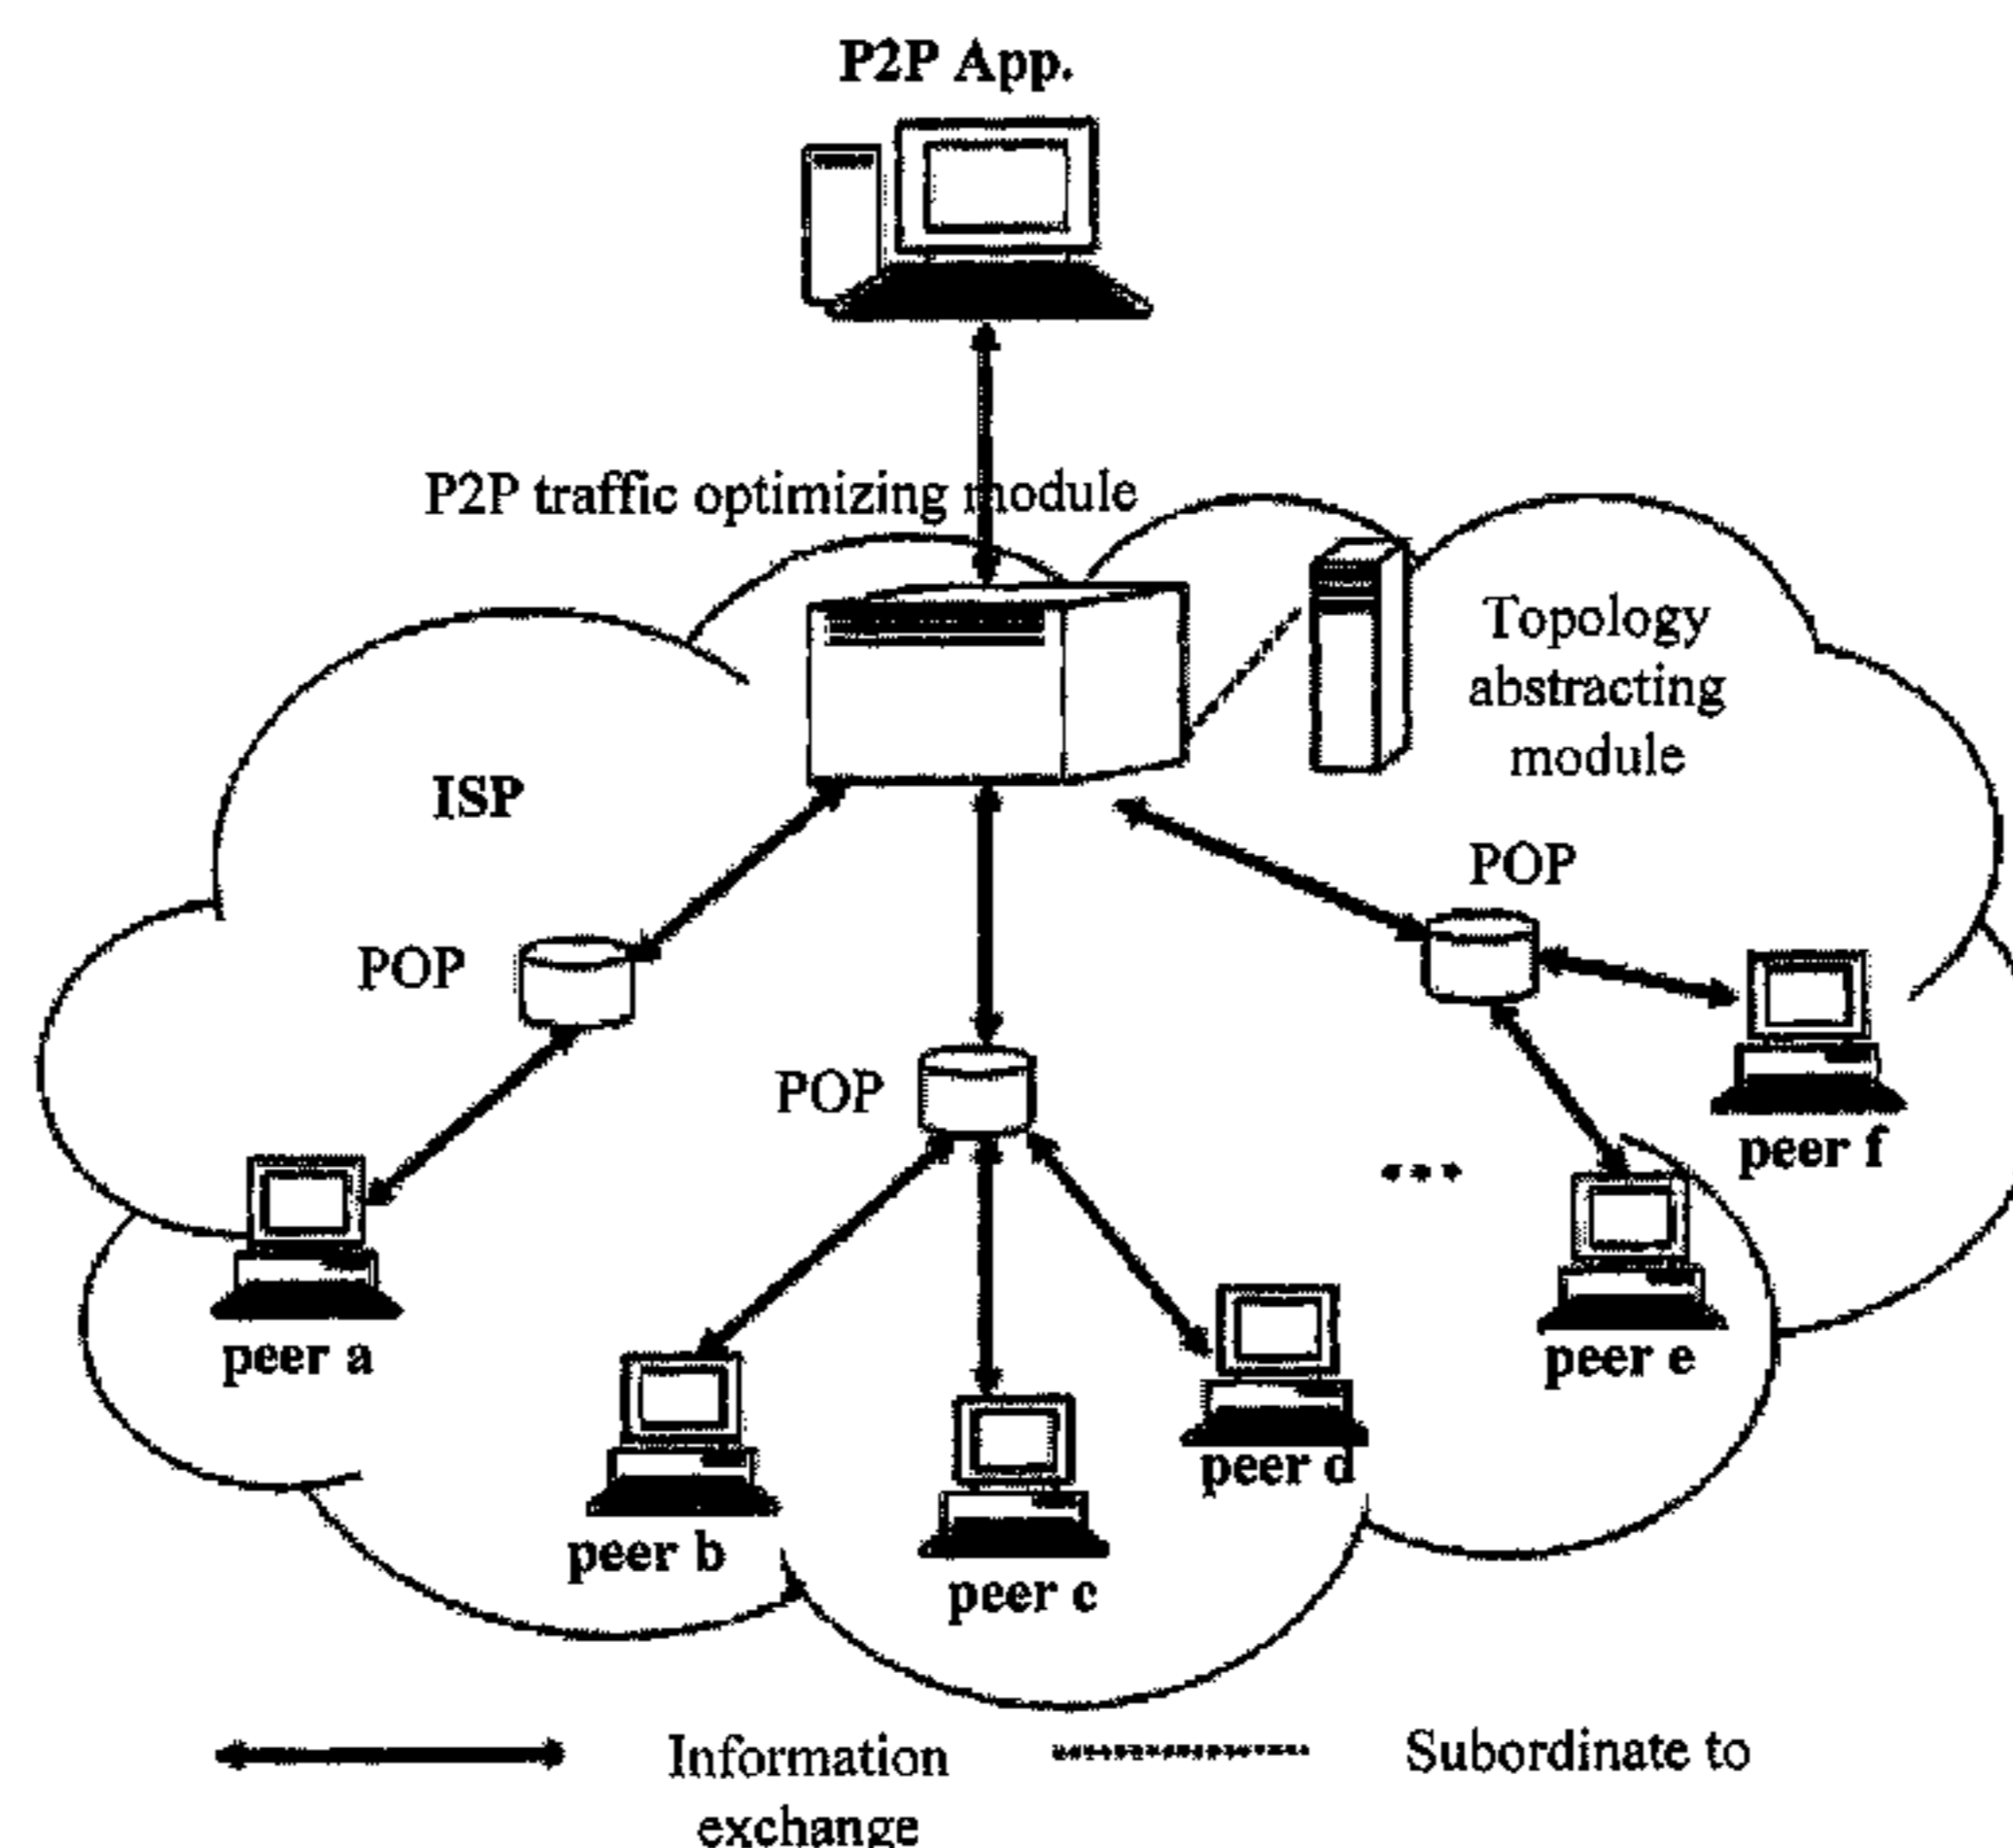 P2P App.
P2P traffic optimizing module
Topology
abstracting
module
ISP
POP
POP
POP
peer f
peer a
peer e
peer d
peer b
peer c
Information
exchange
Subordinate to